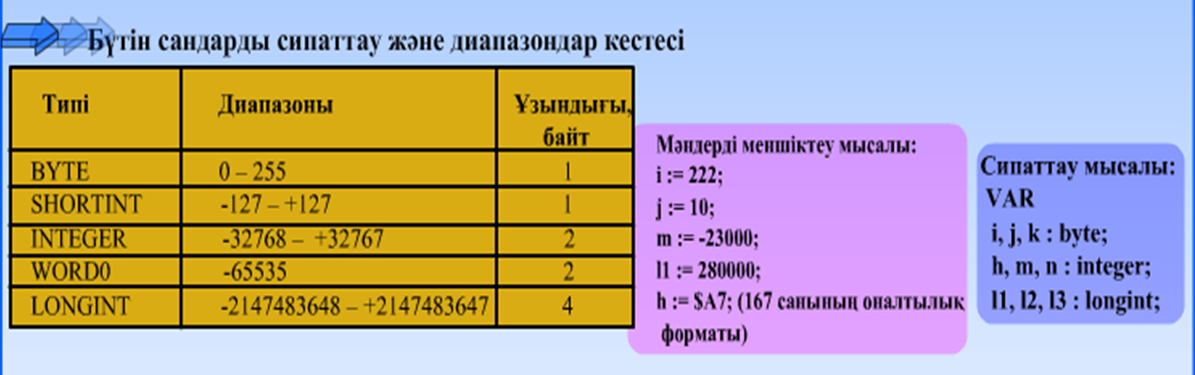 Бүтін сандарды сипаттау және диапазондар кестесі
Типі Диапазоны Ұзындығы, байт
BYTE 0 – 255 1
SHORTINT -127 – +127 1
INTEGER -32768 – +32767 2
WORD0 -65535 2
LONGINT -2147483648 – +2147483647 4
Мәндерді меншіктеу мысалы:
i := 222;
j := 10;
m := -23000;
l1 := 280000;
h := $A7; (167 санының оналтылық
форматы)
Сипаттау мысалы:
VAR
i, j, k : byte;
h, m, n : integer;
l1, l2, l3 : longint;